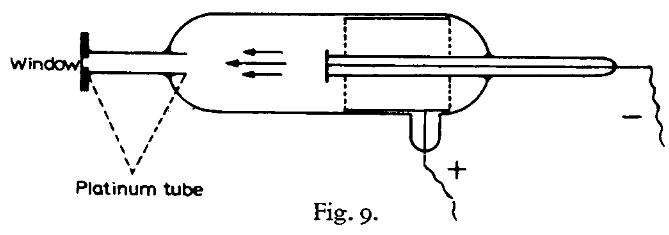 Window
−
+
Platinum tube
Fig. 9.